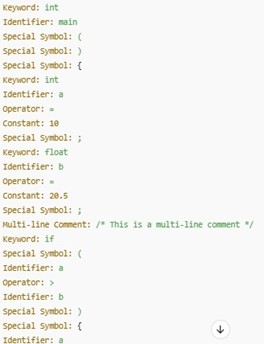 Keyword: int
Identifier: main
Special Symbol: (
Special Symbol: )
Special Symbol: {
Keyword: int
Identifier: a
Operator: =
Constant: 10
Special Symbol: ;
Keyword: float
Identifier: b
Operator: =
Constant: 20.5
Special Symbol: ;
Multi-line Comment: /* This is a multi-line comment */
Keyword: if
Special Symbol: (
Identifier: a
Operator: >
Identifier: b
Special Symbol: )
Special Symbol: {
Identifier: a